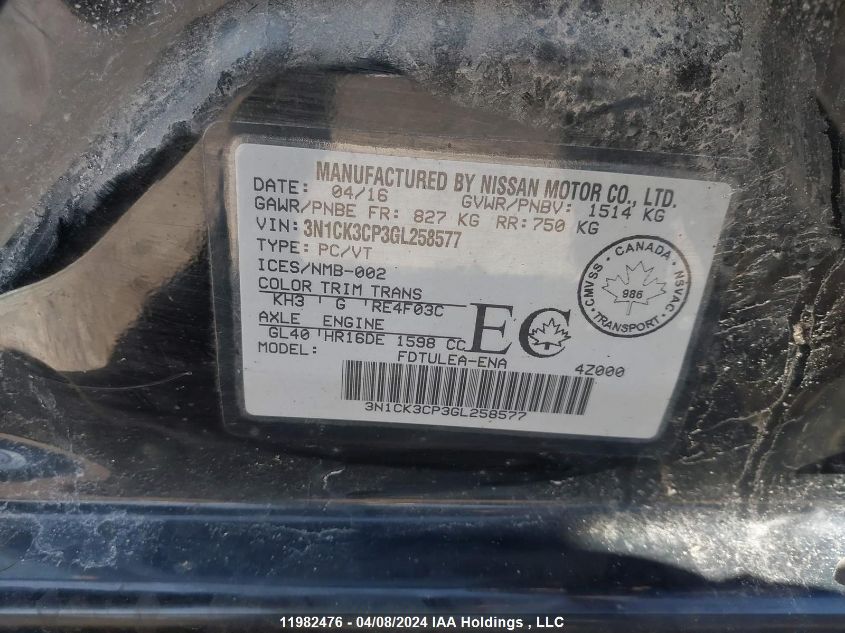 MANUFACTURED BY NISSAN MOTOR CO., LTD.
DATE: 04/16 GVWR/PNBV: 1514 KG
GAWR/PNBE FR: 827 KG RR: 750 KG
VIN: 3N1CK3CP3GL258577
TYPE: PC/VT
ICES/NMB-002
COLOR TRIM TRANS
KH3 ' G 'RE4F03C
AXLE ENGINE
GL40 'HR16DE 1598 CC
MODEL: FDTULEA-ENA 4Z000
EC
3N1CK3CP3GL258577
CMVSS · CANADA · NSVAC · TRANSPORT ·
986
11982476 - 04/08/2024 IAA Holdings , LLC